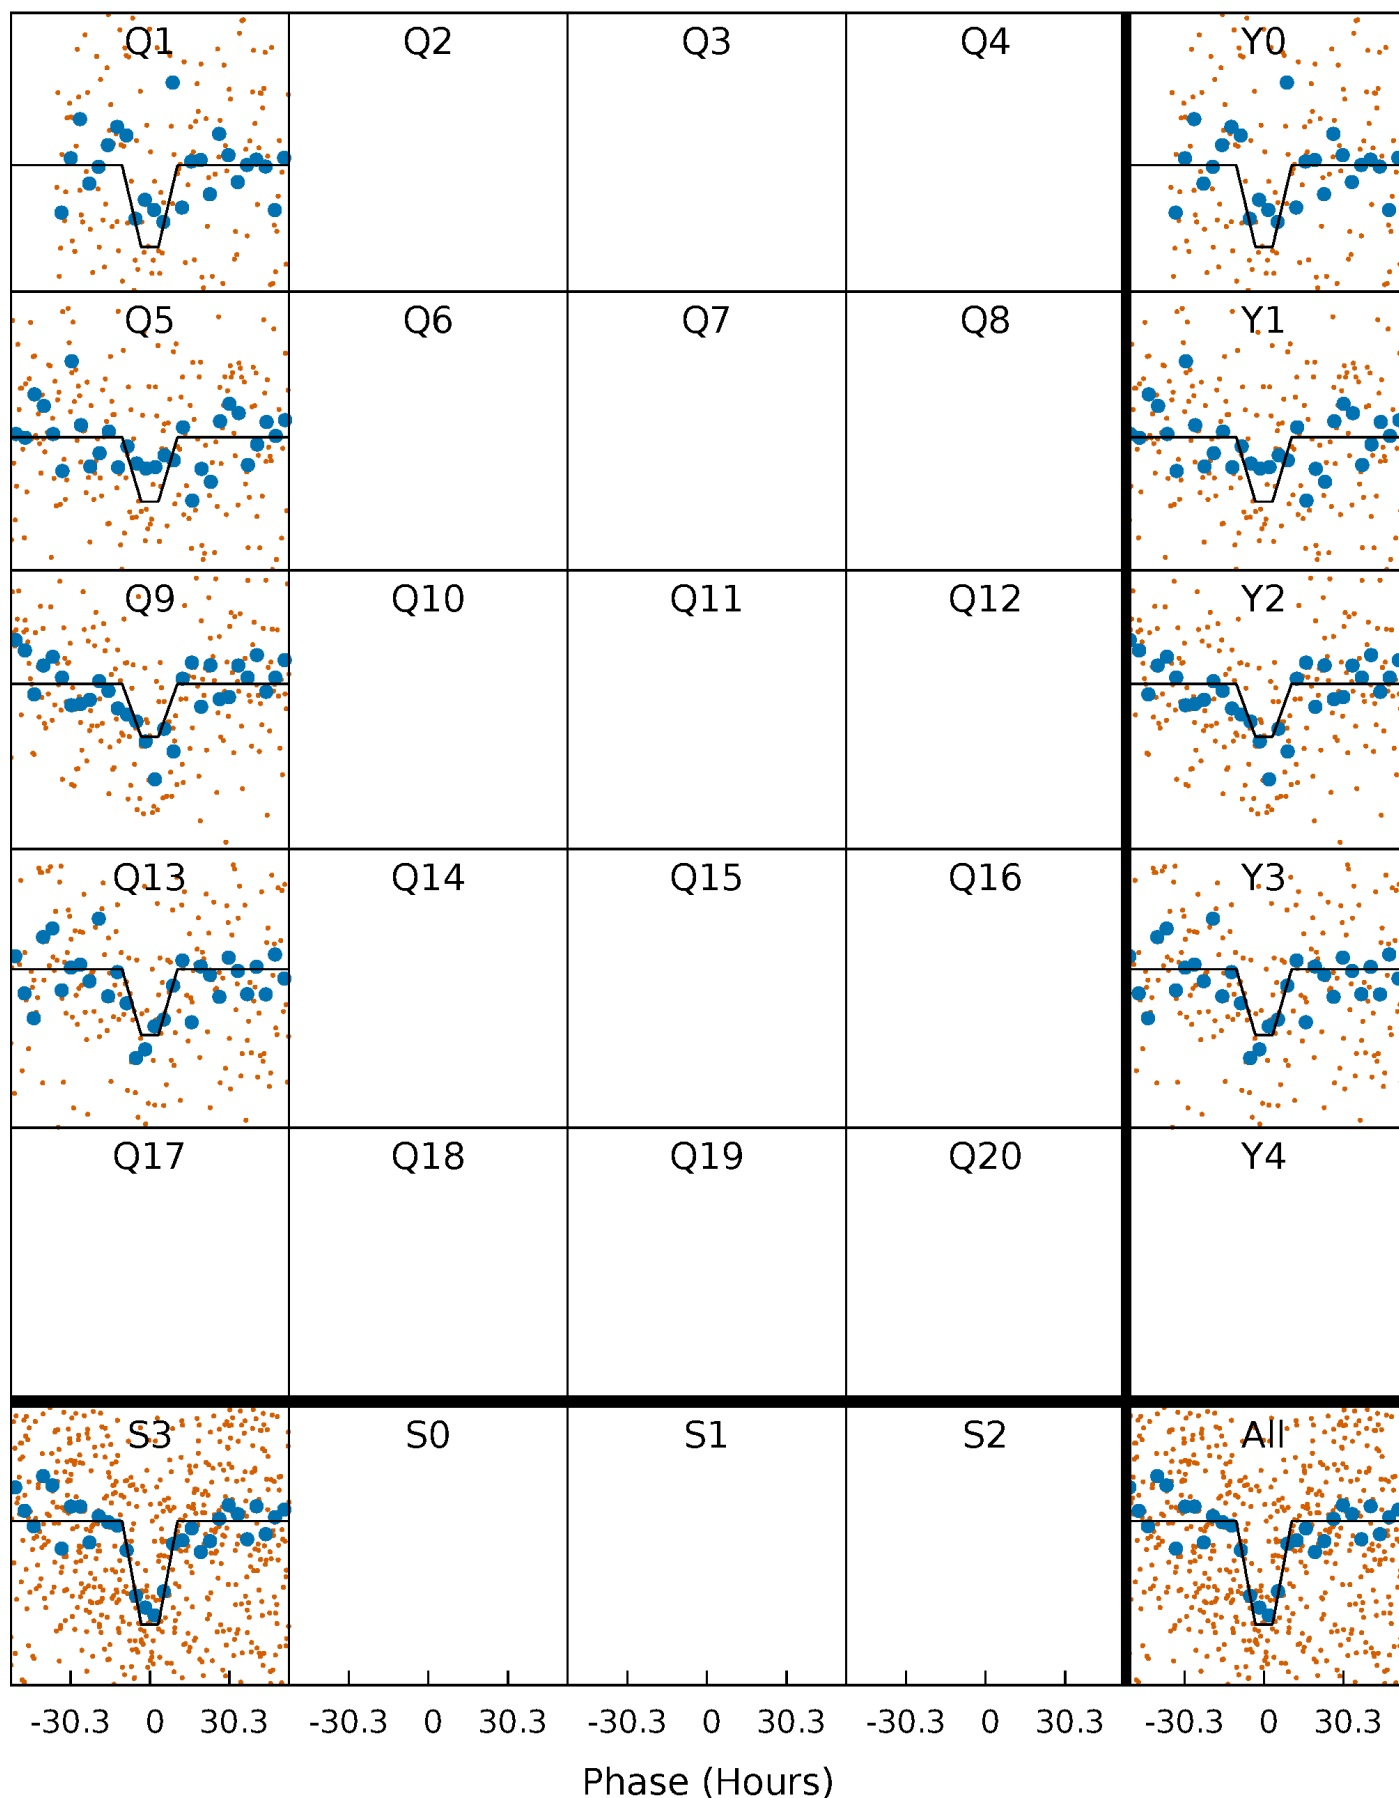 Q1 Q2 Q3 Q4 Y0
Q5 Q6 Q7 Q8 Y1
Q9 Q10 Q11 Q12 Y2
Q13 Q14 Q15 Q16 Y3
Q17 Q18 Q19 Q20 Y4
S3 S0 S1 S2 All
-30.3 0 30.3 -30.3 0 30.3 -30.3 0 30.3 -30.3 0 30.3 -30.3 0 30.3
Phase (Hours)